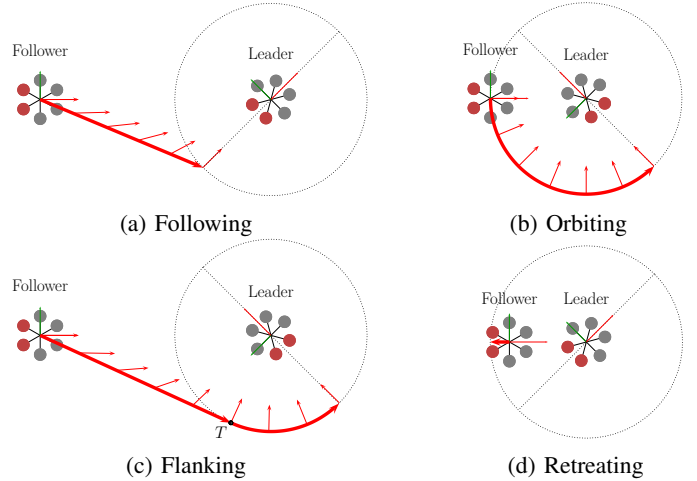 Follower
Leader
(a) Following
Follower
Leader
(b) Orbiting
Follower
Leader
T
(c) Flanking
Follower
Leader
(d) Retreating